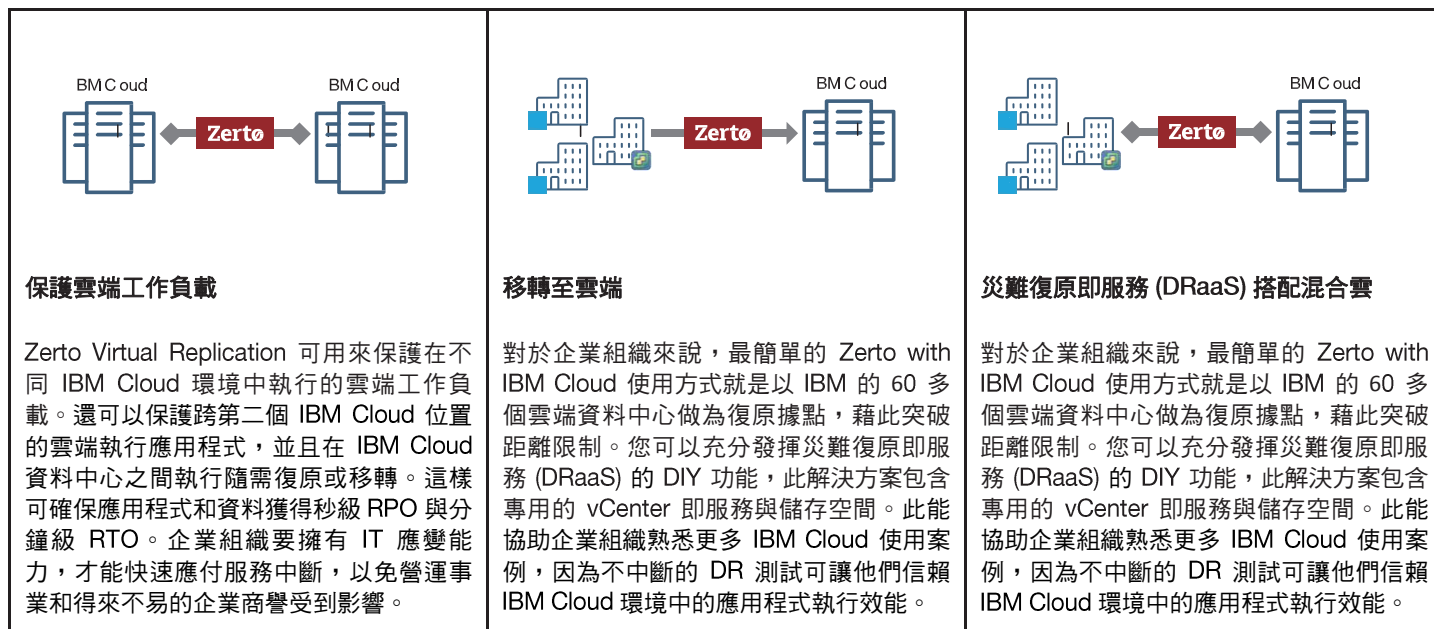 BM C oud
BM C oud
Zerto
保護雲端工作負載
Zerto Virtual Replication 可用來保護在不
同 IBM Cloud 環境中執行的雲端工作負
載。還可以保護跨第二個 IBM Cloud 位置
的雲端執行應用程式，並且在 IBM Cloud
資料中心之間執行隨需復原或移轉。這樣
可確保應用程式和資料獲得秒級 RPO 與分
鐘級 RTO。企業組織要擁有 IT 應變能
力，才能快速應付服務中斷，以免營運事
業和得來不易的企業商譽受到影響。
BM C oud
Zerto
移轉至雲端
對於企業組織來說，最簡單的 Zerto with
IBM Cloud 使用方式就是以 IBM 的 60 多
個雲端資料中心做為復原據點，藉此突破
距離限制。您可以充分發揮災難復原即服
務 (DRaaS) 的 DIY 功能，此解決方案包含
專用的 vCenter 即服務與儲存空間。此能
協助企業組織熟悉更多 IBM Cloud 使用案
例，因為不中斷的 DR 測試可讓他們信賴
IBM Cloud 環境中的應用程式執行效能。
BM C oud
Zerto
災難復原即服務 (DRaaS) 搭配混合雲
對於企業組織來說，最簡單的 Zerto with
IBM Cloud 使用方式就是以 IBM 的 60 多
個雲端資料中心做為復原據點，藉此突破
距離限制。您可以充分發揮災難復原即服
務 (DRaaS) 的 DIY 功能，此解決方案包含
專用的 vCenter 即服務與儲存空間。此能
協助企業組織熟悉更多 IBM Cloud 使用案
例，因為不中斷的 DR 測試可讓他們信賴
IBM Cloud 環境中的應用程式執行效能。